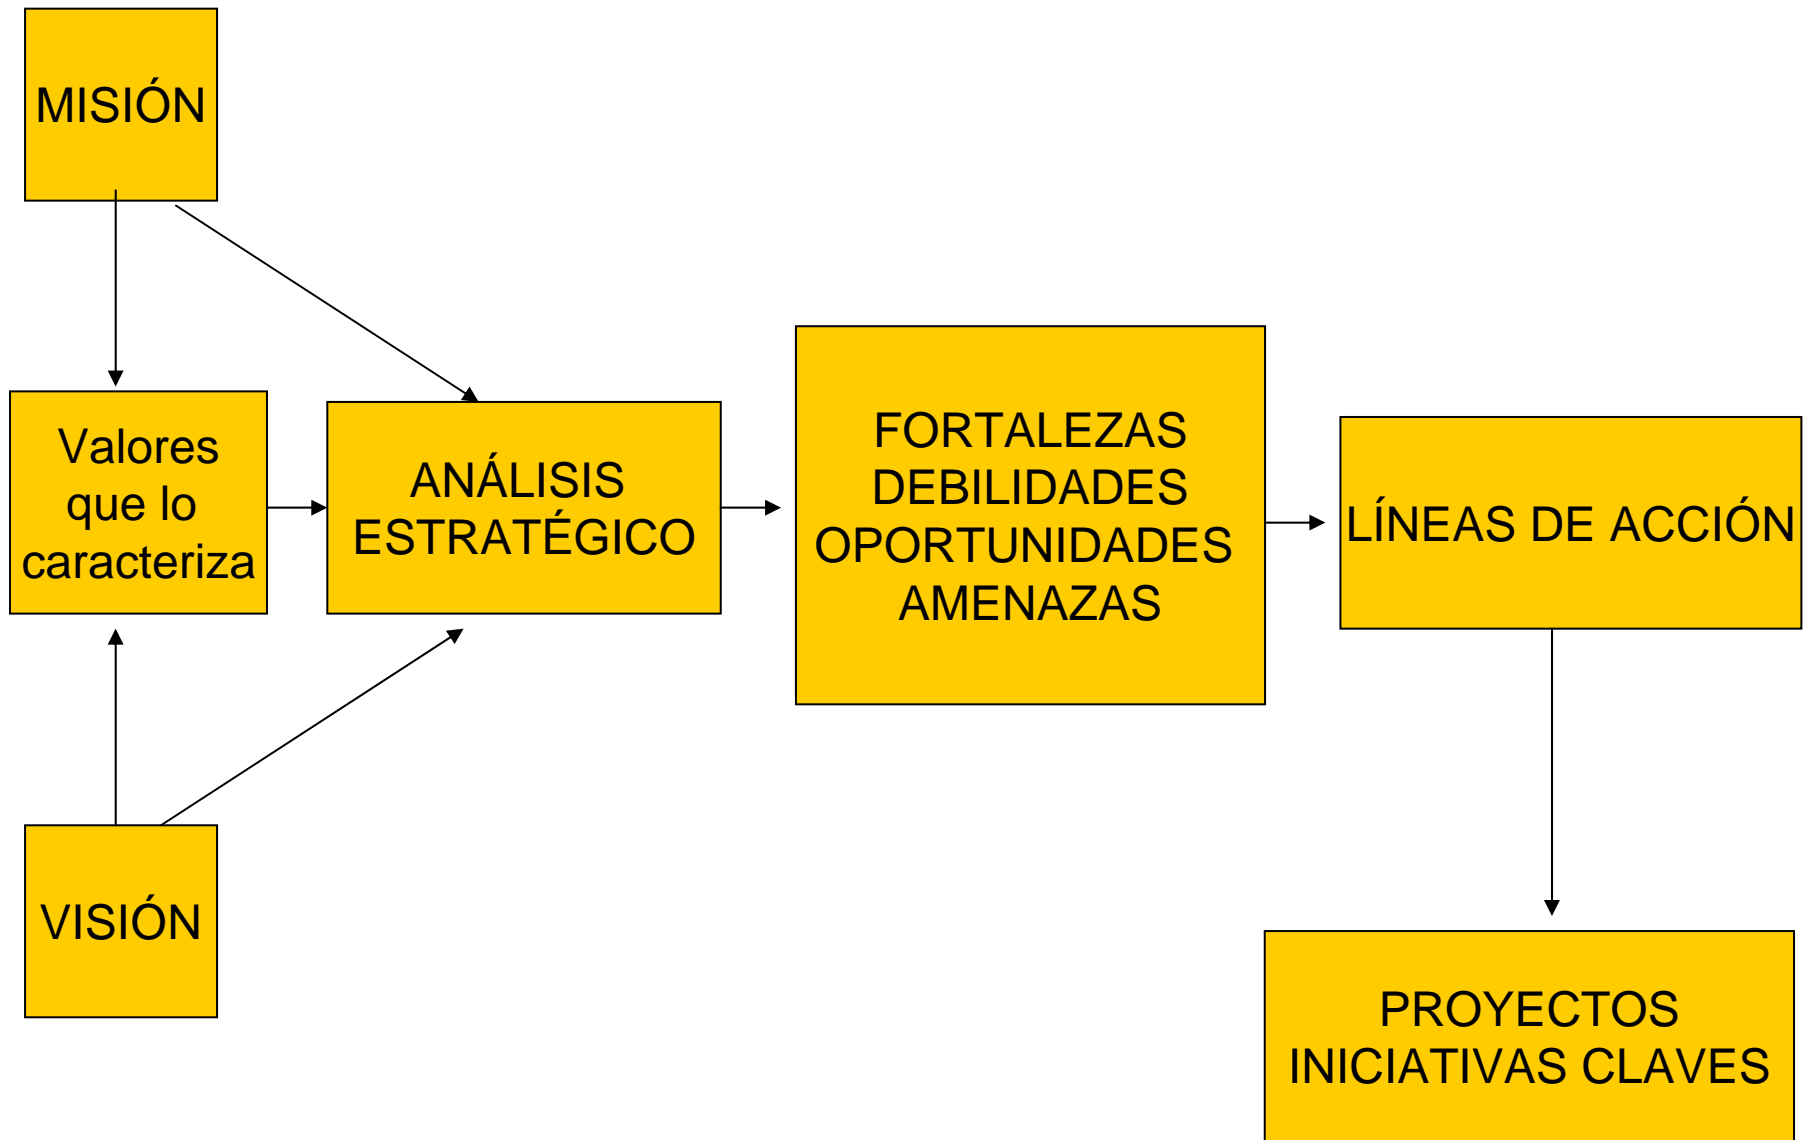 MISIÓN
Valores
que lo
caracteriza
ANÁLISIS
ESTRATÉGICO
FORTALEZAS
DEBILIDADES
OPORTUNIDADES
AMENAZAS
LÍNEAS DE ACCIÓN
VISIÓN
PROYECTOS
INICIATIVAS CLAVES